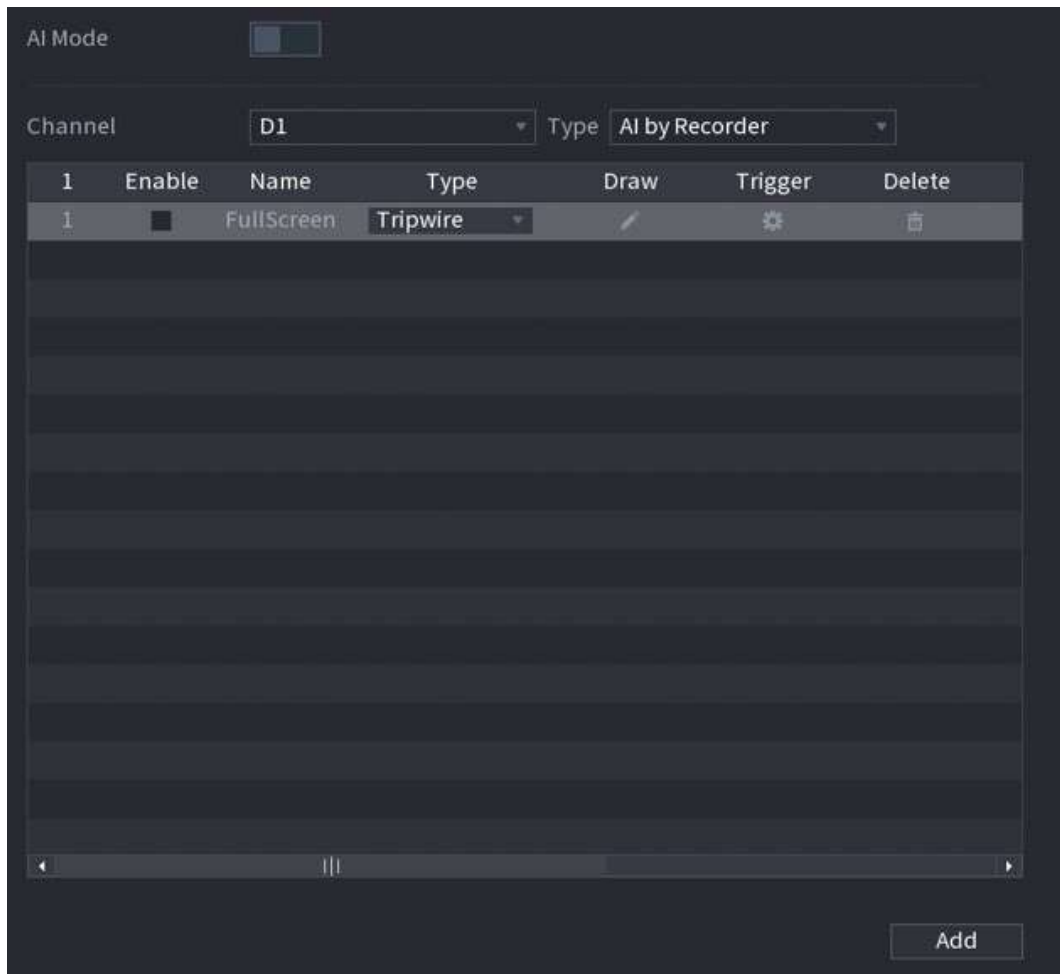 AI Mode
Channel D1 Type AI by Recorder
1 Enable Name Type Draw Trigger Delete
1 FullScreen Tripwire
Add